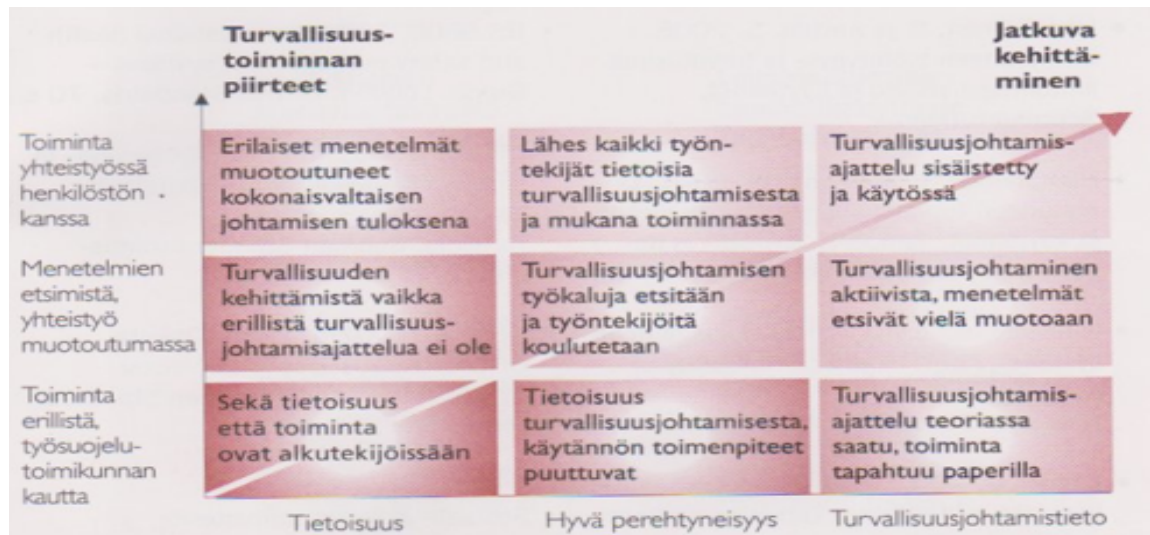 Turvallisuus-
toiminnan
piirteet
Jatkuva
kehittä-
minen
Toiminta
yhteistyössä
henkilöstön
kanssa
Erilaiset menetelmät
muotoutuneet
kokonaisvaltaisen
johtamisen tuloksena
Lähes kaikki työn-
tekijät tietoisia
turvallisuusjohtamisesta
ja mukana toiminnassa
Turvallisuusjohtamis-
ajattelu sisäistetty
ja käytössä
Menetelmien
etsimistä,
yhteistyö
muotoutumassa
Turvallisuuden
kehittämistä vaikka
erillistä turvallisuus-
johtamisajattelua ei ole
Turvallisuusjohtamisen
työkaluja etsitään
ja työntekijöitä
koulutetaan
Turvallisuusjohtaminen
aktiivista, menetelmät
etsivät vielä muotoaan
Toiminta
erillistä,
työsuojelu-
toimikunnan
kautta
Sekä tietoisuus
että toiminta
ovat alkutekijöissään
Tietoisuus
turvallisuusjohtamisesta,
käytännön toimenpiteet
puuttuvat
Turvallisuusjohtamis-
ajattelu teoriassa
saatu, toiminta
tapahtuu paperilla
Tietoisuus
Hyvä perehtyneisyys
Turvallisuusjohtamistieto